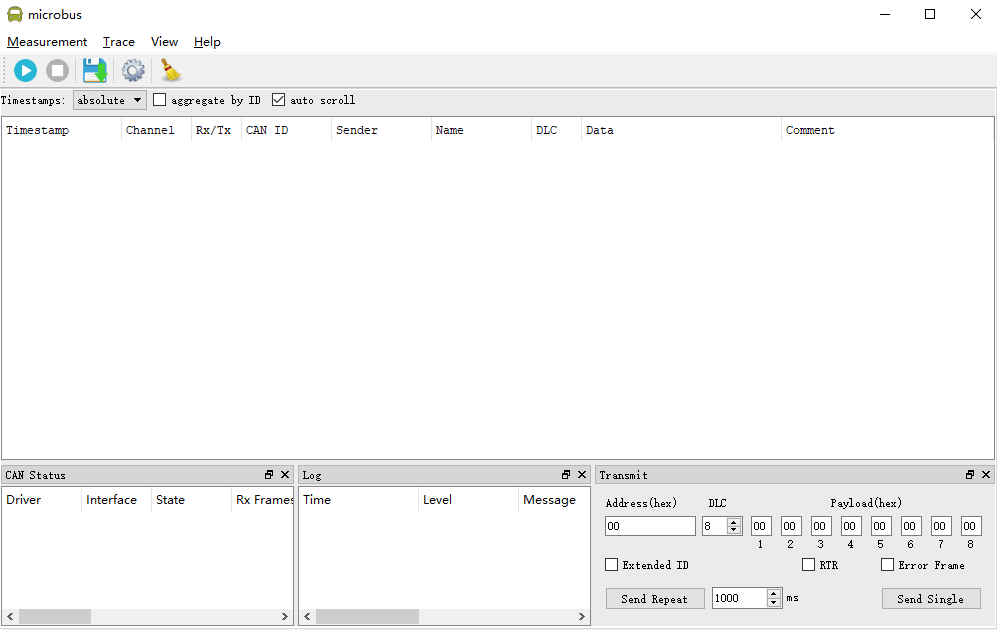 microbus
Measurement Trace View Help
Timestamps: absolute aggregate by ID auto scroll
Timestamp Channel Rx/Tx CAN ID Sender Name DLC Data Comment
CAN Status
Driver Interface State Rx Frames
Log
Time Level Message
Transmit
Address(hex) DLC Payload(hex)
00 8 00 00 00 00 00 00 00 00
1 2 3 4 5 6 7 8
Extended ID RTR Error Frame
Send Repeat 1000 ms Send Single